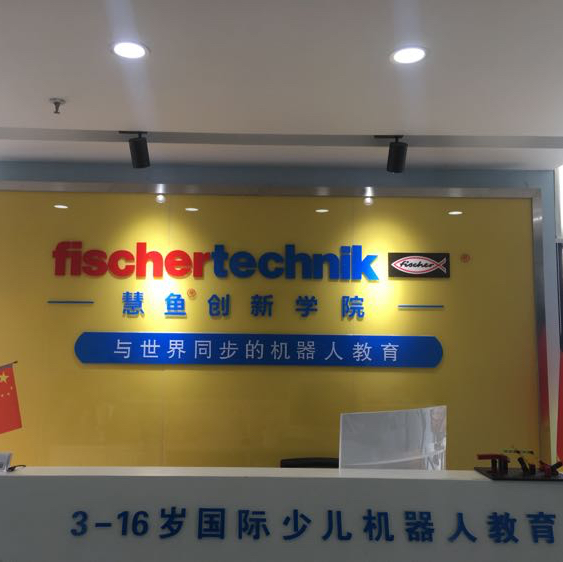 fischertechnik fischer ®
慧鱼®创新学院
与世界同步的机器人教育
3-16岁国际少儿机器人教育